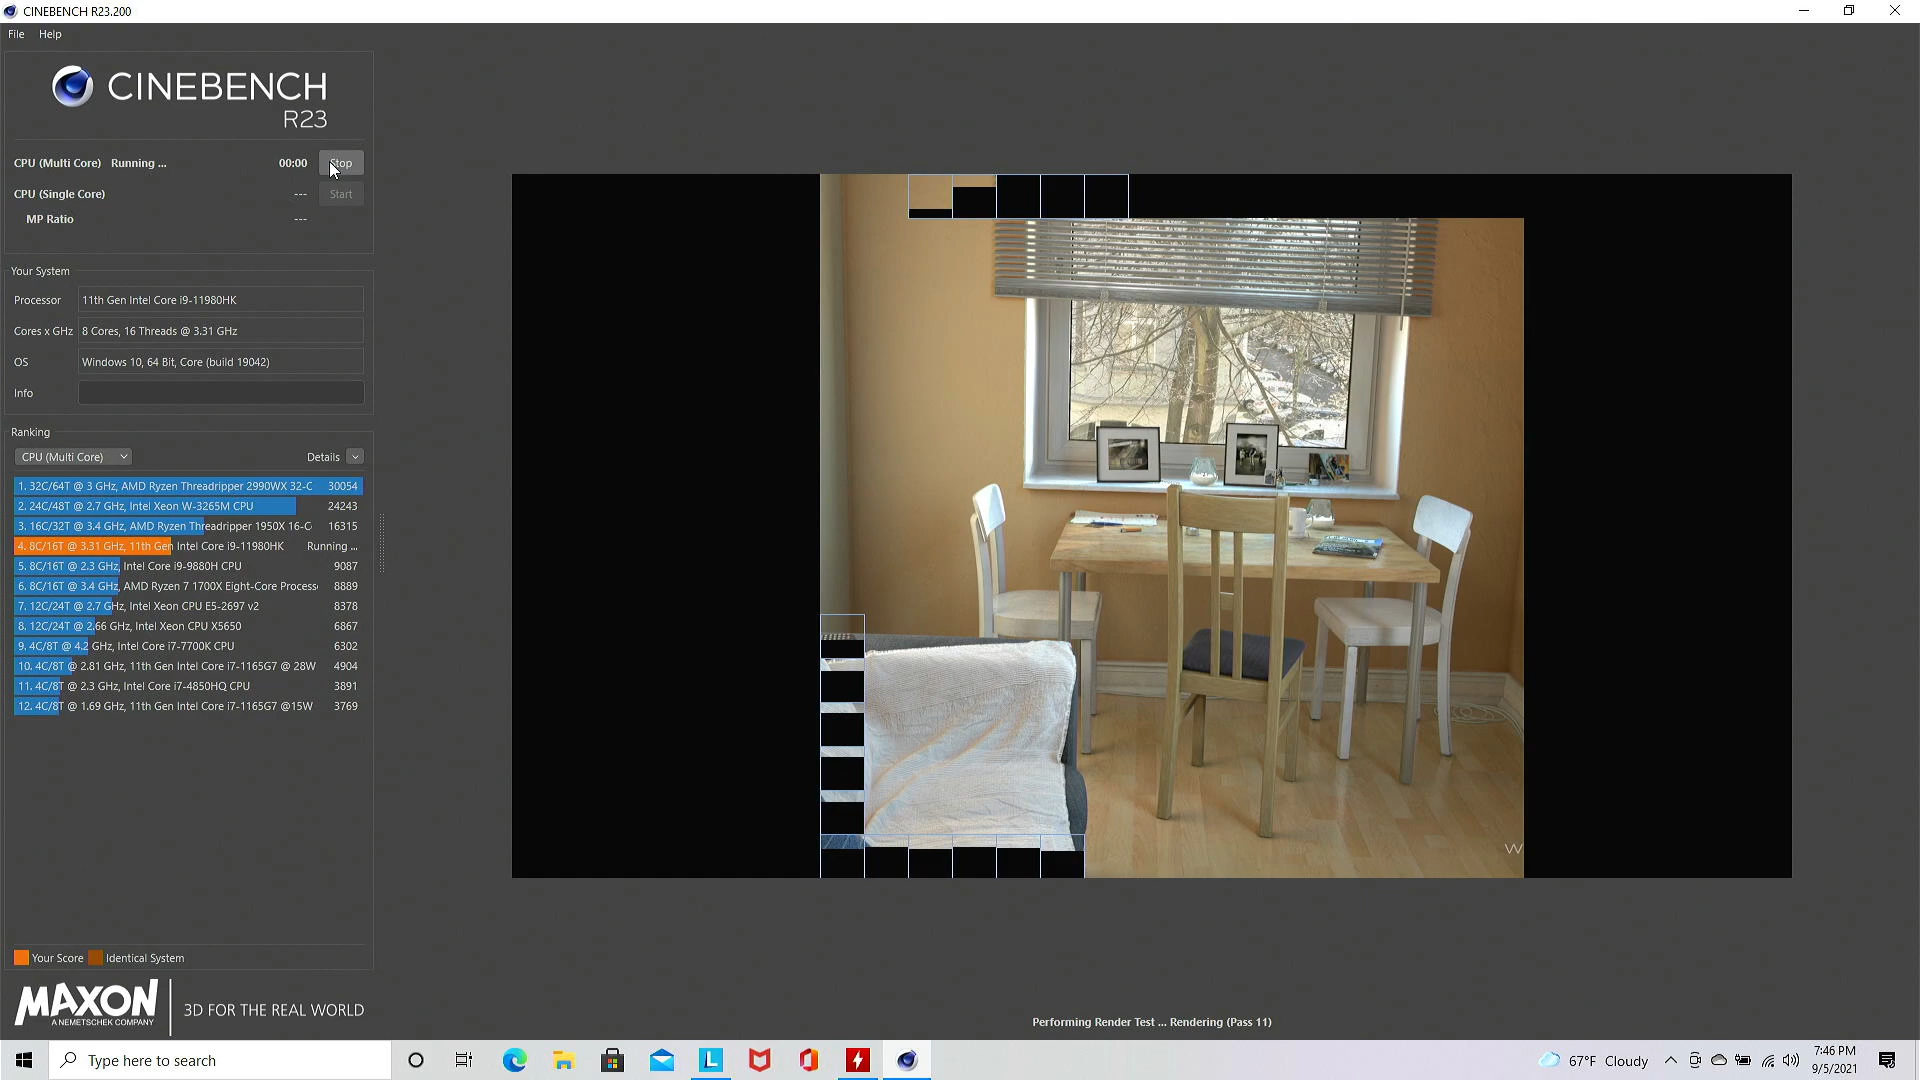 CINEBENCH R23.200
File Help
CINEBENCH
R23
CPU (Multi Core) Running ... 00:00 Stop
CPU (Single Core) --- Start
MP Ratio ---
Your System
Processor 11th Gen Intel Core i9-11980HK
Cores x GHz 8 Cores, 16 Threads @ 3.31 GHz
OS Windows 10, 64 Bit, Core (build 19042)
Info
Ranking
CPU (Multi Core) Details
1. 32C/64T @ 3 GHz, AMD Ryzen Threadripper 2990WX 32-C 30054
2. 24C/48T @ 2.7 GHz, Intel Xeon W-3265M CPU 24243
3. 16C/32T @ 3.4 GHz, AMD Ryzen Threadripper 1950X 16-C 16315
4. 8C/16T @ 3.31 GHz, 11th Gen Intel Core i9-11980HK Running ...
5. 8C/16T @ 2.3 GHz, Intel Core i9-9880H CPU 9087
6. 8C/16T @ 3.4 GHz, AMD Ryzen 7 1700X Eight-Core Process 8889
7. 12C/24T @ 2.7 GHz, Intel Xeon CPU E5-2697 v2 8378
8. 12C/24T @ 2.66 GHz, Intel Xeon CPU X5650 6867
9. 4C/8T @ 4.2 GHz, Intel Core i7-7700K CPU 6302
10. 4C/8T @ 2.81 GHz, 11th Gen Intel Core i7-1165G7 @ 28W 4904
11. 4C/8T @ 2.3 GHz, Intel Core i7-4850HQ CPU 3891
12. 4C/8T @ 1.69 GHz, 11th Gen Intel Core i7-1165G7 @15W 3769
Your Score Identical System
MAXON
A NEMETSCHEK COMPANY
3D FOR THE REAL WORLD
Performing Render Test ... Rendering (Pass 11)
Type here to search
L
67°F Cloudy
7:46 PM
9/5/2021